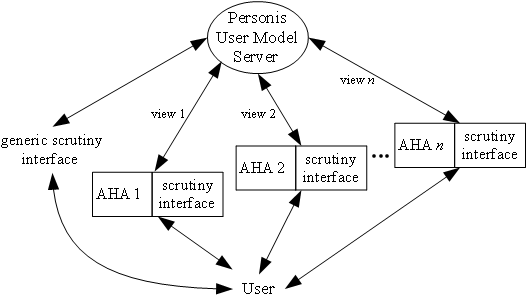 Personis
User Model
Server
view 1
view 2
view n
generic scrutiny
interface
AHA 1
scrutiny
interface
AHA 2
scrutiny
interface
...
AHA n
scrutiny
interface
User